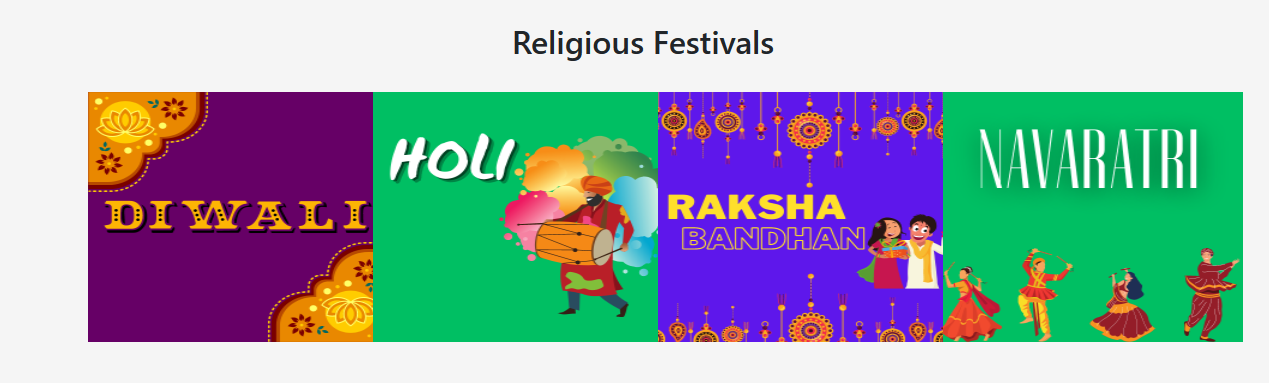 Religious Festivals
DIWALI
HOLI
RAKSHA
BANDHAN
NAVARATRI